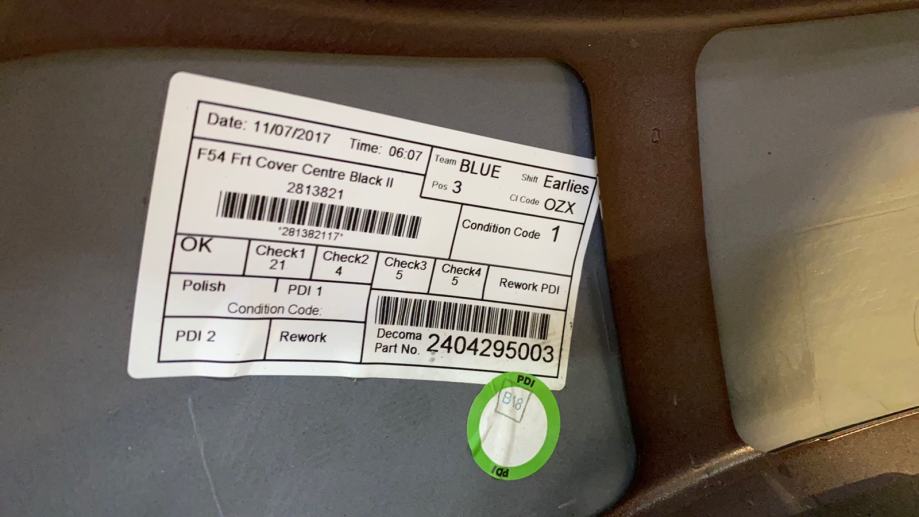 Date: 11/07/2017 Time: 06:07
Team BLUE Shift Earlies
Pos 3 CI Code OZX
F54 Frt Cover Centre Black II
2813821
*281382117*
Condition Code 1
OK Check1 21 Check2 4 Check3 5 Check4 5 Rework PDI
Polish PDI 1
Condition Code:
PDI 2 Rework
Decoma
Part No. 2404295003
PDI
B18
PDI